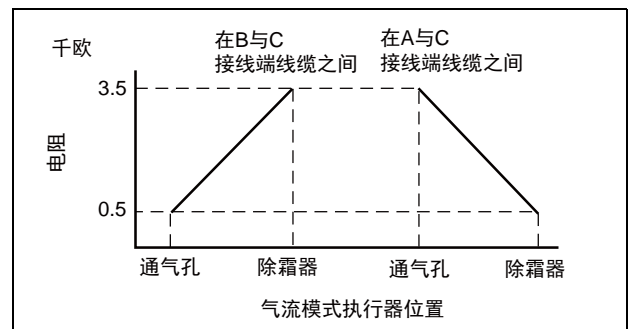 千欧
在B与C
接线端线缆之间
在A与C
接线端线缆之间
3.5
电阻
0.5
通气孔
除霜器
通气孔
除霜器
气流模式执行器位置